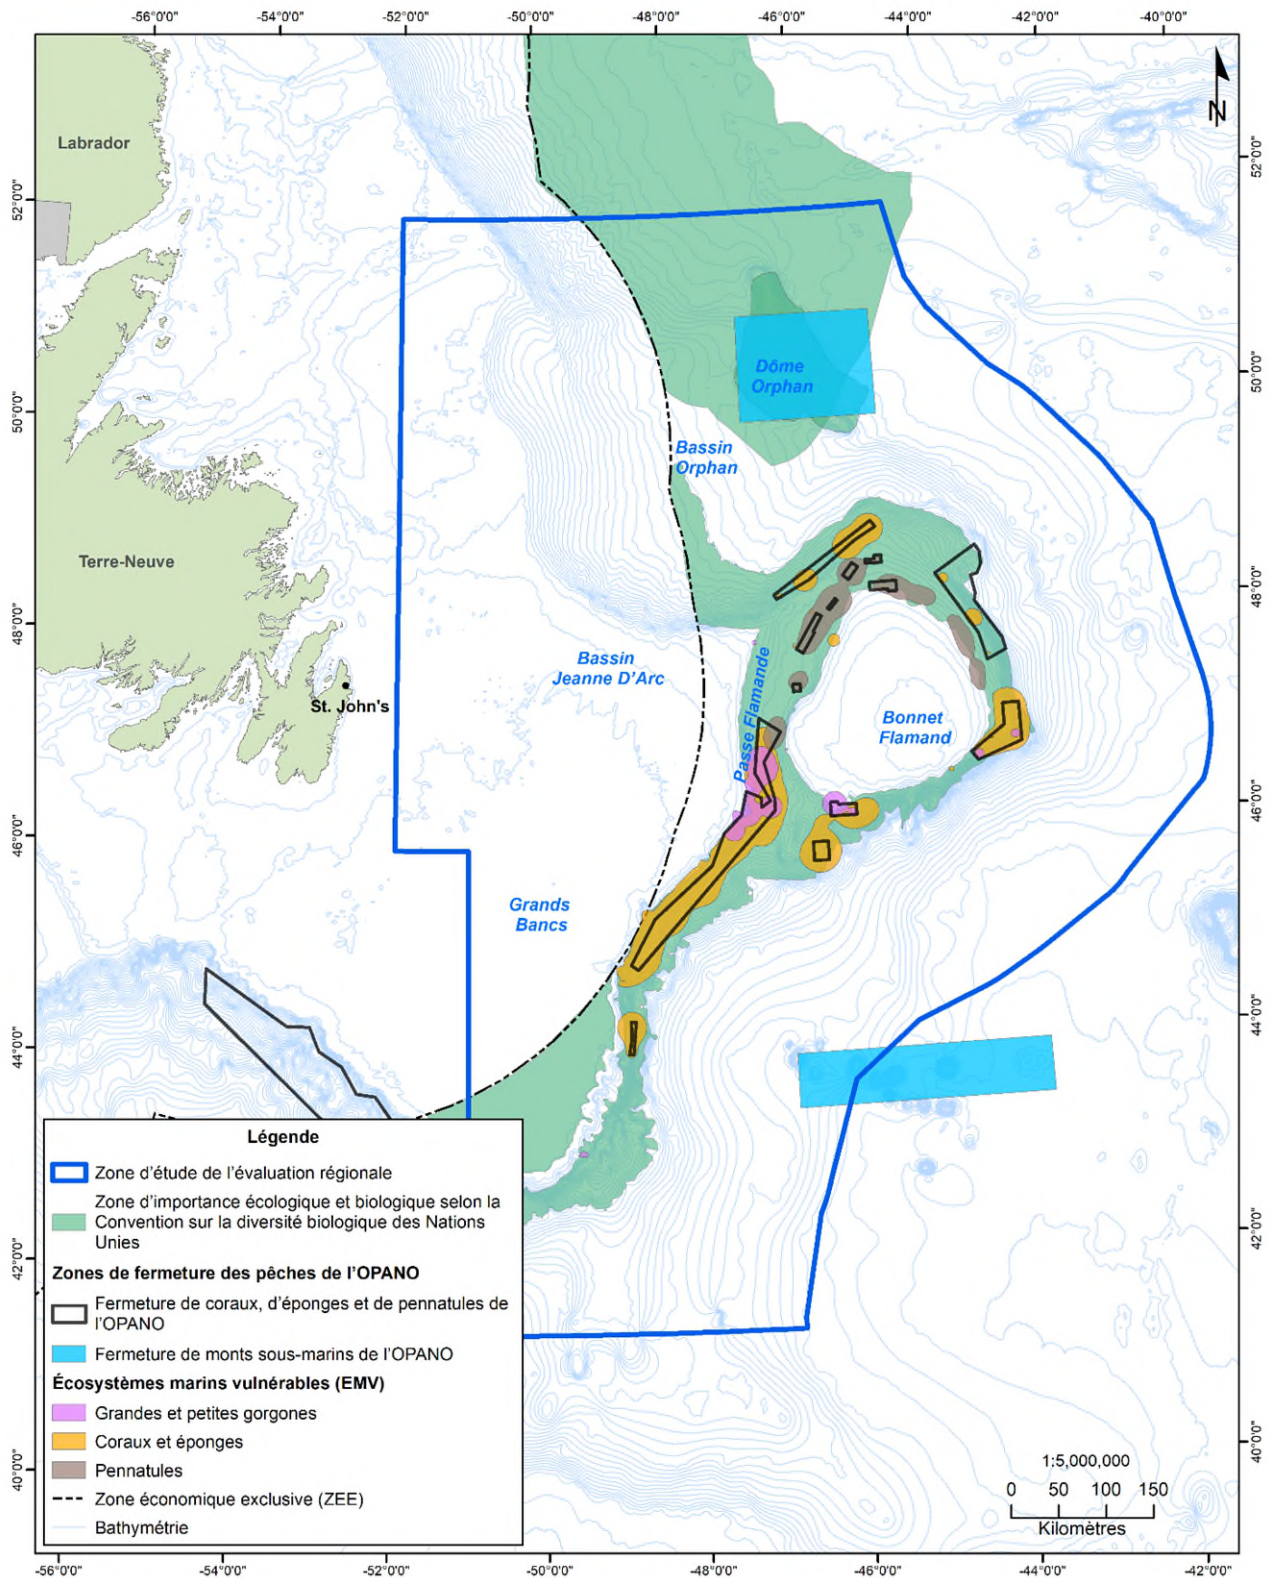 -56°0'0"
-54°0'0"
-52°0'0"
-50°0'0"
-48°0'0"
-46°0'0"
-44°0'0"
-42°0'0"
-40°0'0"
N
Labrador
52°0'0"
52°0'0"
Dôme
Orphan
50°0'0"
50°0'0"
Bassin
Orphan
Terre-Neuve
48°0'0"
48°0'0"
Bassin
Jeanne D'Arc
St. John's
Passe Flamande
Bonnet
Flamand
46°0'0"
46°0'0"
Grands
Bancs
44°0'0"
44°0'0"
42°0'0"
42°0'0"
40°0'0"
40°0'0"
Légende
Zone d'étude de l'évaluation régionale
Zone d'importance écologique et biologique selon la
Convention sur la diversité biologique des Nations
Unies
Zones de fermeture des pêches de l'OPANO
Fermeture de coraux, d'éponges et de pennatules de
l'OPANO
Fermeture de monts sous-marins de l'OPANO
Écosystèmes marins vulnérables (EMV)
Grandes et petites gorgones
Coraux et éponges
Pennatules
Zone économique exclusive (ZEE)
Bathymétrie
1:5,000,000
0 50 100 150
Kilomètres
-56°0'0"
-54°0'0"
-52°0'0"
-50°0'0"
-48°0'0"
-46°0'0"
-44°0'0"
-42°0'0"